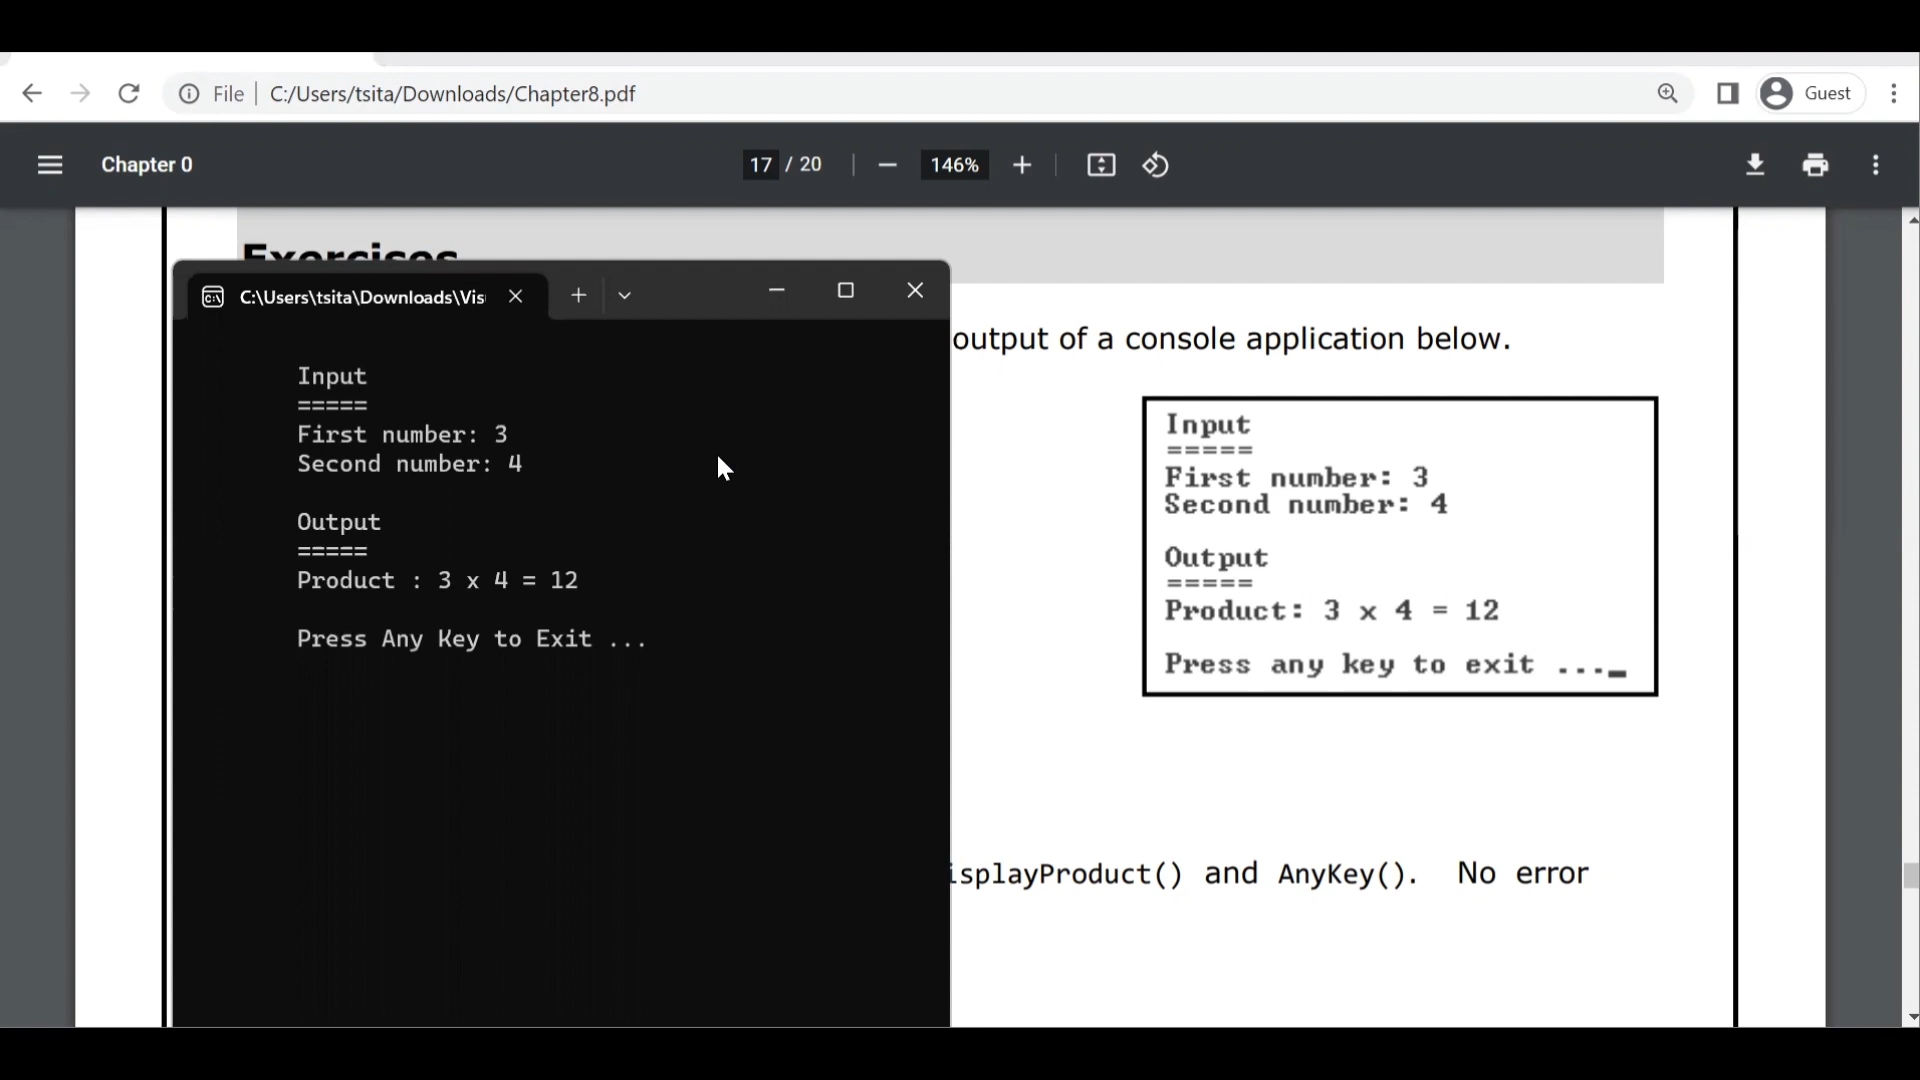 File C:/Users/tsita/Downloads/Chapter8.pdf
Guest
Chapter 0
17 / 20
146%
Exercises
C:\Users\tsita\Downloads\Vis
output of a console application below.
Input
=====
First number: 3
Second number: 4
Output
=====
Product : 3 x 4 = 12
Press Any Key to Exit ...
Input
=====
First number: 3
Second number: 4
Output
=====
Product: 3 x 4 = 12
Press any key to exit ..._
isplayProduct() and AnyKey(). No error